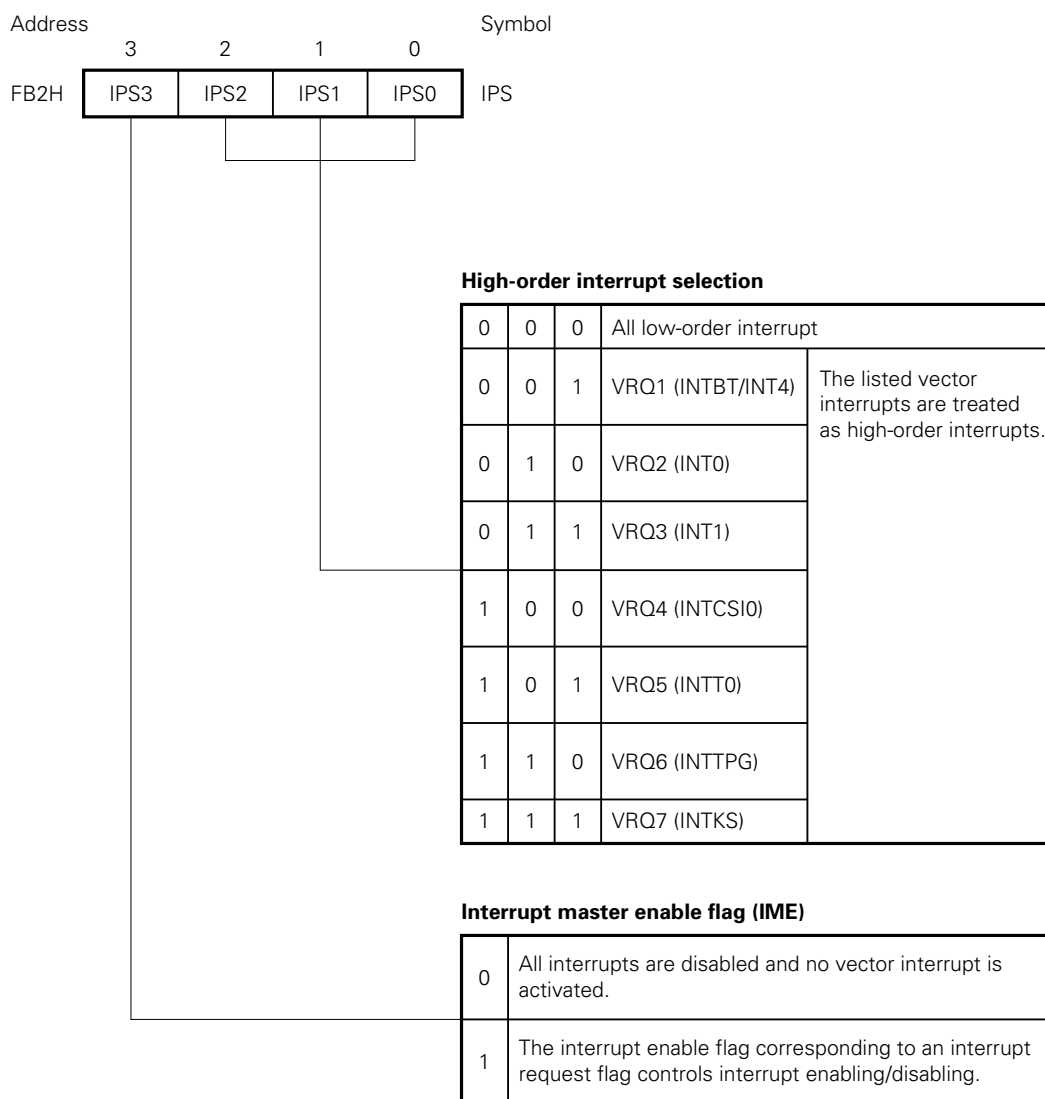 Address Symbol
3 2 1 0
FB2H IPS3 IPS2 IPS1 IPS0 IPS
High-order interrupt selection
0 0 0 All low-order interrupt
0 0 1 VRQ1 (INTBT/INT4) The listed vector
interrupts are treated
as high-order interrupts.
0 1 0 VRQ2 (INT0)
0 1 1 VRQ3 (INT1)
1 0 0 VRQ4 (INTCSI0)
1 0 1 VRQ5 (INTT0)
1 1 0 VRQ6 (INTTPG)
1 1 1 VRQ7 (INTKS)
Interrupt master enable flag (IME)
0 All interrupts are disabled and no vector interrupt is
activated.
1 The interrupt enable flag corresponding to an interrupt
request flag controls interrupt enabling/disabling.